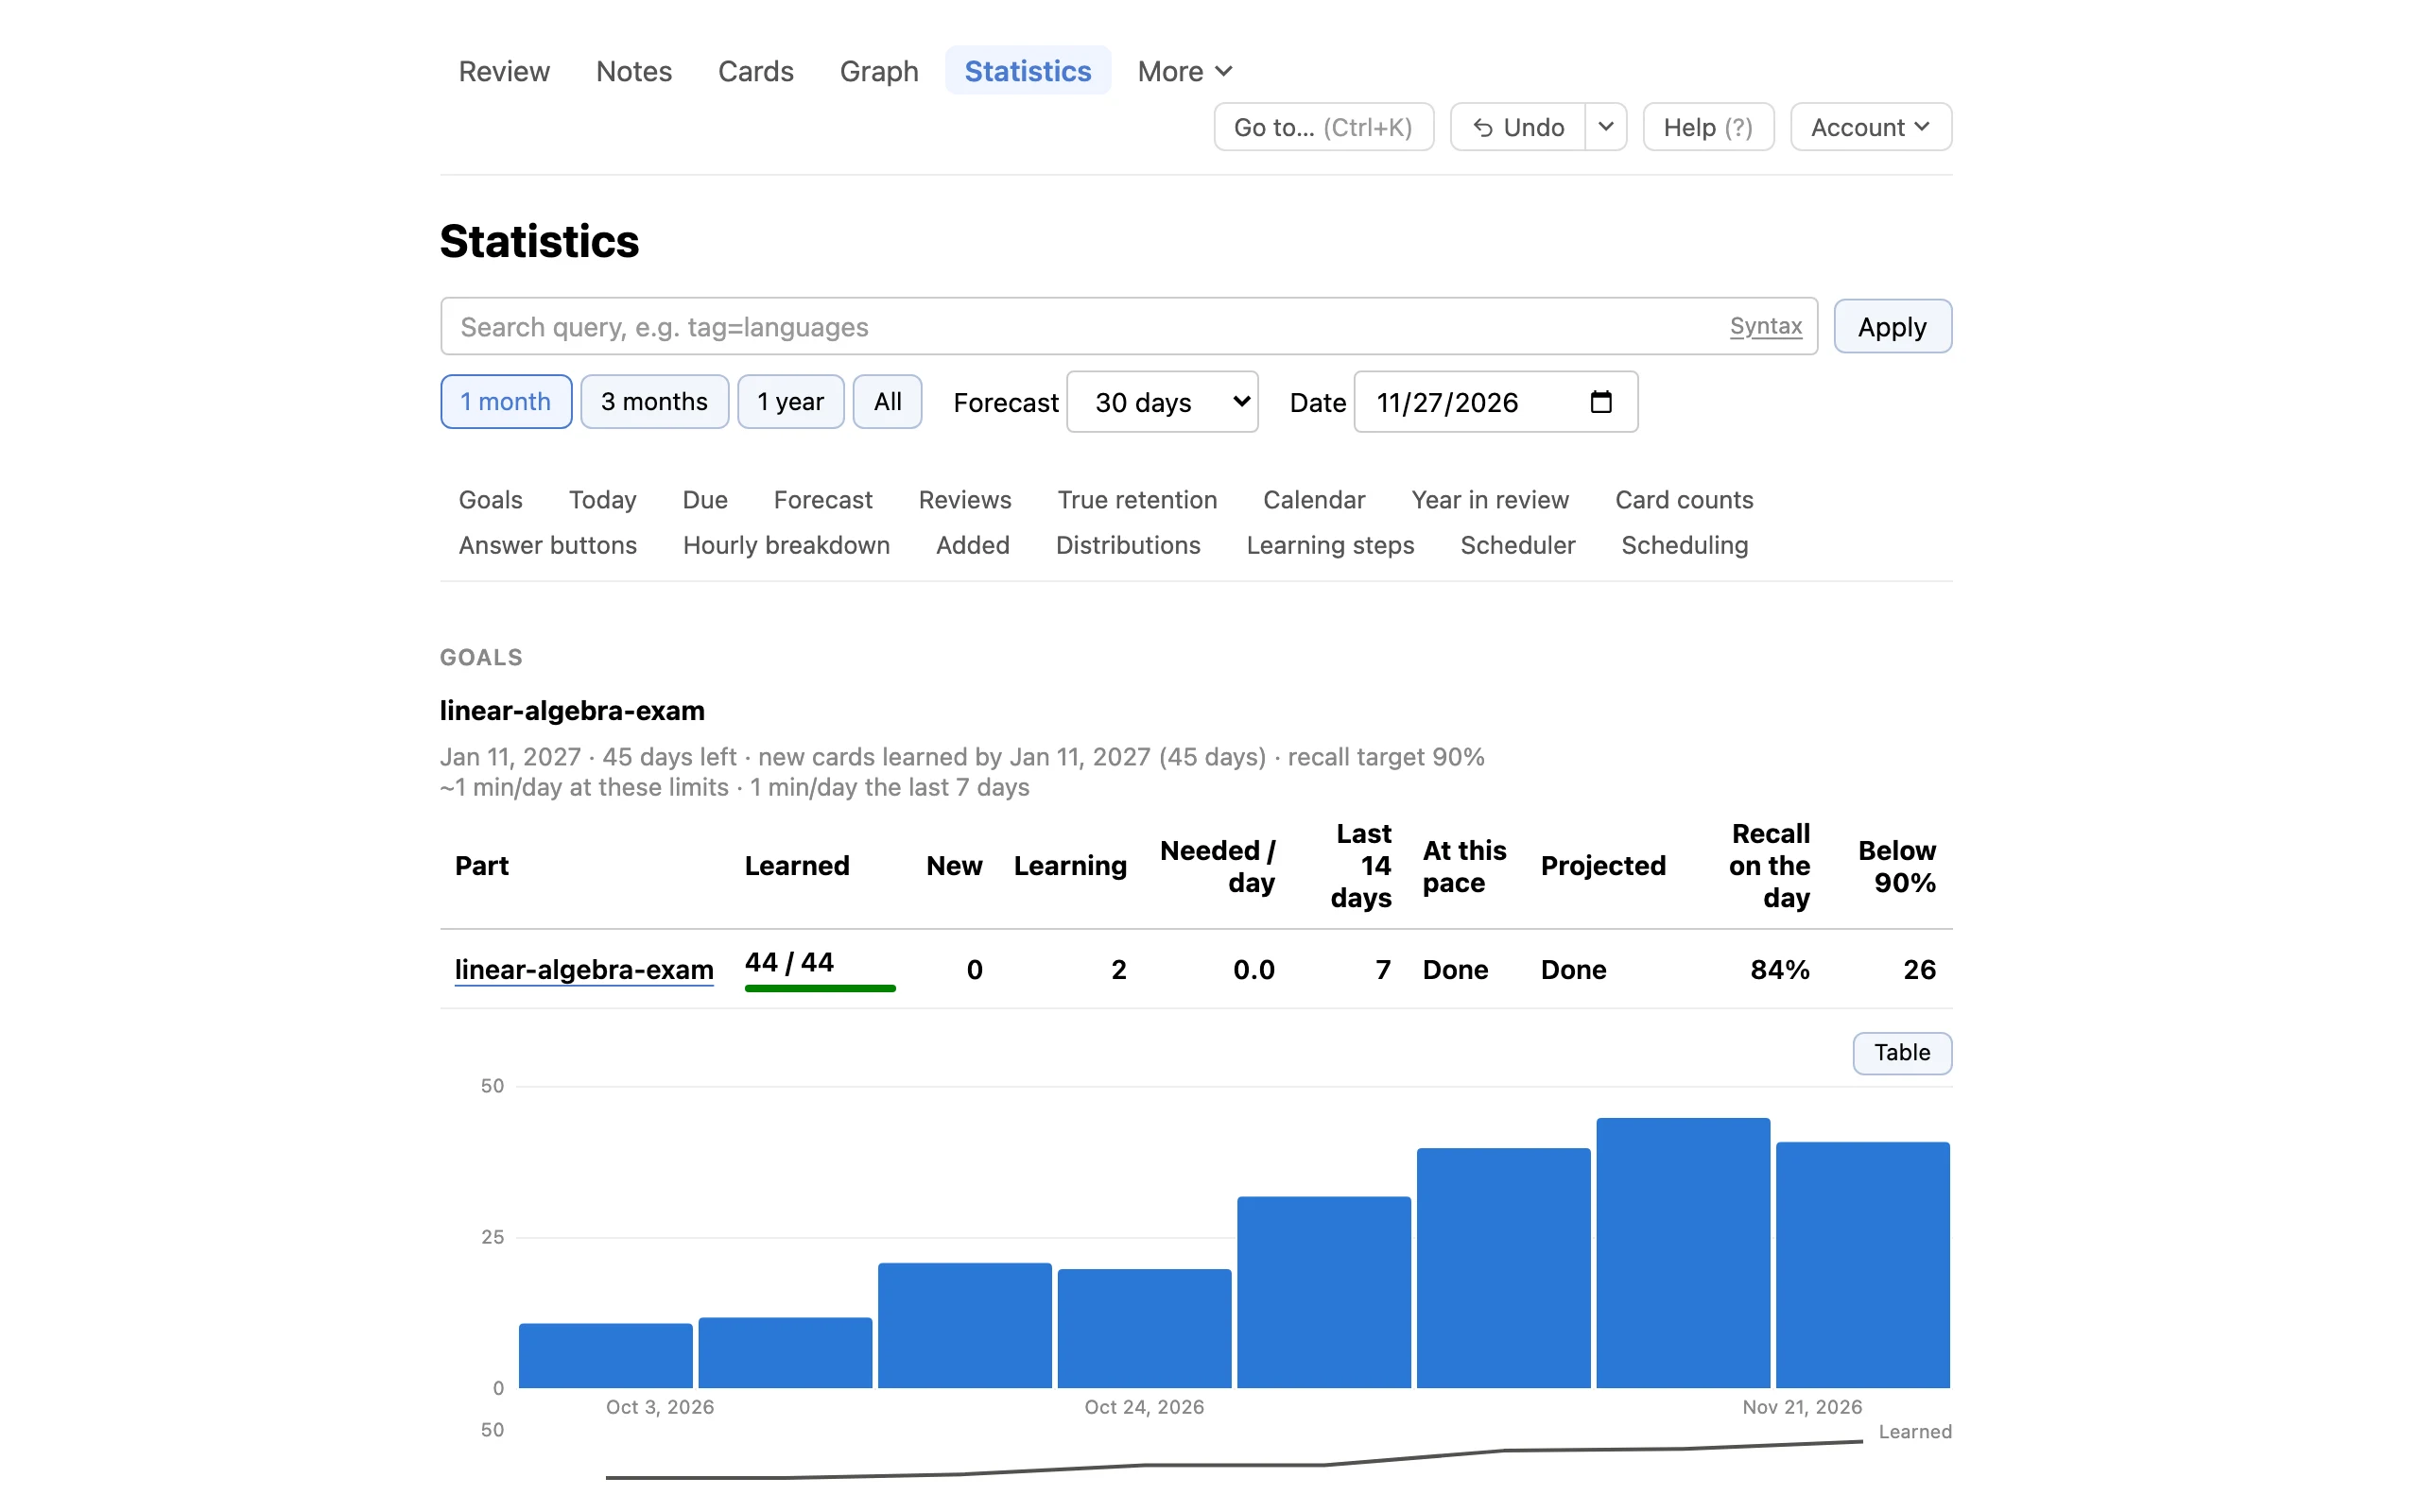 Review Notes Cards Graph Statistics More
Go to... (Ctrl+K) Undo Help (?) Account
Statistics
Search query, e.g. tag=languages Syntax Apply
1 month 3 months 1 year All Forecast 30 days Date 11/27/2026
Goals Today Due Forecast Reviews True retention Calendar Year in review Card counts
Answer buttons Hourly breakdown Added Distributions Learning steps Scheduler Scheduling
GOALS
linear-algebra-exam
Jan 11, 2027 · 45 days left · new cards learned by Jan 11, 2027 (45 days) · recall target 90%
~1 min/day at these limits · 1 min/day the last 7 days
Part Learned New Learning Needed / day Last 14 days At this pace Projected Recall on the day Below 90%
linear-algebra-exam 44 / 44 0 2 0.0 7 Done Done 84% 26
Table
50
25
0
Oct 3, 2026 Oct 24, 2026 Nov 21, 2026
50 Learned